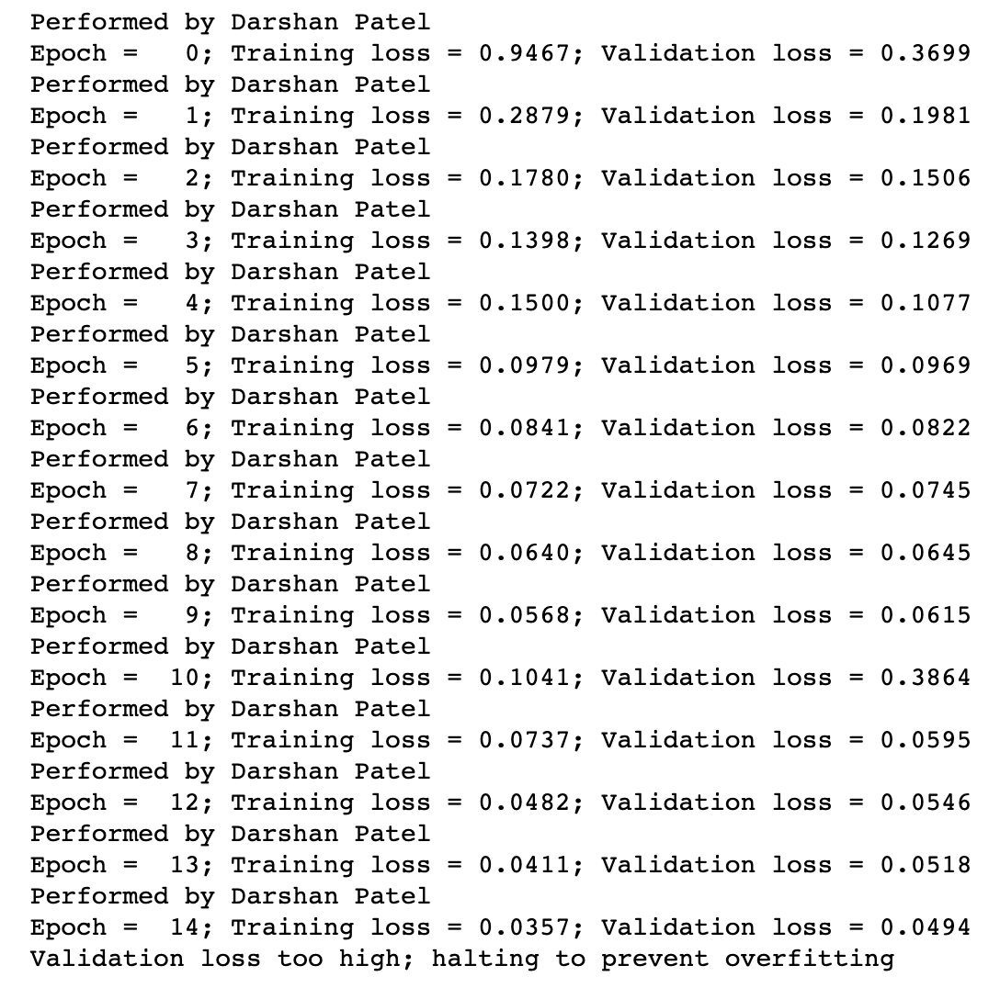 Performed by Darshan Patel
Epoch =   0; Training loss = 0.9467; Validation loss = 0.3699
Performed by Darshan Patel
Epoch =   1; Training loss = 0.2879; Validation loss = 0.1981
Performed by Darshan Patel
Epoch =   2; Training loss = 0.1780; Validation loss = 0.1506
Performed by Darshan Patel
Epoch =   3; Training loss = 0.1398; Validation loss = 0.1269
Performed by Darshan Patel
Epoch =   4; Training loss = 0.1500; Validation loss = 0.1077
Performed by Darshan Patel
Epoch =   5; Training loss = 0.0979; Validation loss = 0.0969
Performed by Darshan Patel
Epoch =   6; Training loss = 0.0841; Validation loss = 0.0822
Performed by Darshan Patel
Epoch =   7; Training loss = 0.0722; Validation loss = 0.0745
Performed by Darshan Patel
Epoch =   8; Training loss = 0.0640; Validation loss = 0.0645
Performed by Darshan Patel
Epoch =   9; Training loss = 0.0568; Validation loss = 0.0615
Performed by Darshan Patel
Epoch =  10; Training loss = 0.1041; Validation loss = 0.3864
Performed by Darshan Patel
Epoch =  11; Training loss = 0.0737; Validation loss = 0.0595
Performed by Darshan Patel
Epoch =  12; Training loss = 0.0482; Validation loss = 0.0546
Performed by Darshan Patel
Epoch =  13; Training loss = 0.0411; Validation loss = 0.0518
Performed by Darshan Patel
Epoch =  14; Training loss = 0.0357; Validation loss = 0.0494
Validation loss too high; halting to prevent overfitting